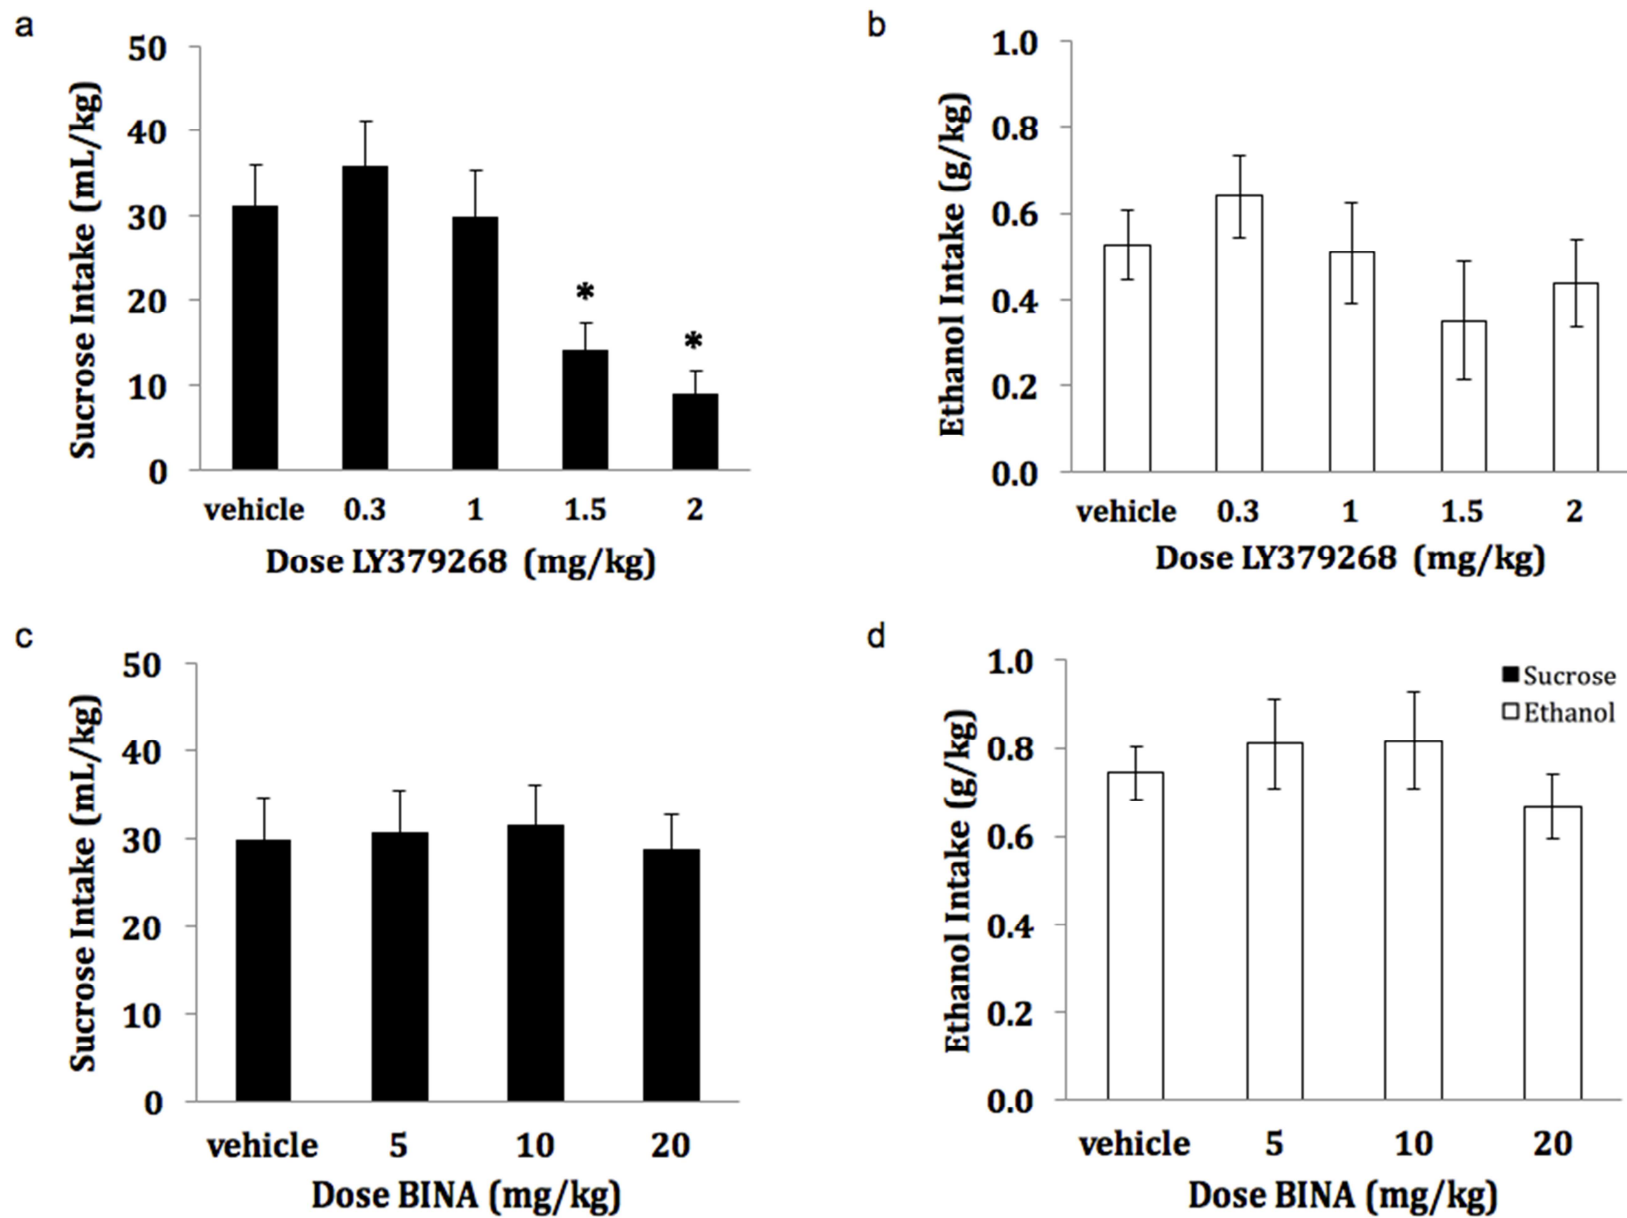 a
50
40
30
20
10
0
Sucrose Intake (mL/kg)
*
*
vehicle 0.3 1 1.5 2
Dose LY379268 (mg/kg)
b
1.0
0.8
0.6
0.4
0.2
0.0
Ethanol Intake (g/kg)
vehicle 0.3 1 1.5 2
Dose LY379268 (mg/kg)
c
50
40
30
20
10
0
Sucrose Intake (mL/kg)
vehicle 5 10 20
Dose BINA (mg/kg)
d
1.0
0.8
0.6
0.4
0.2
0.0
Ethanol Intake (g/kg)
Sucrose
Ethanol
vehicle 5 10 20
Dose BINA (mg/kg)